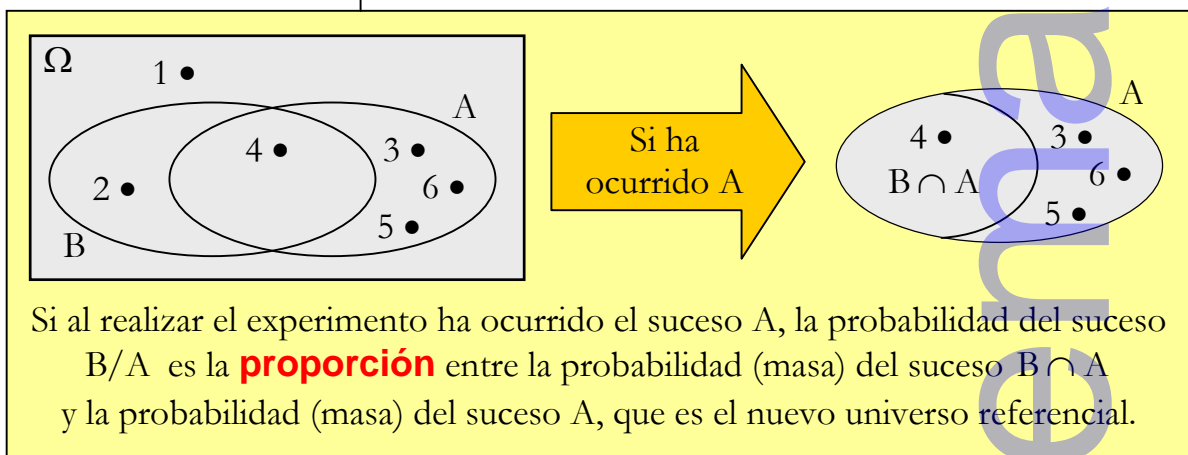 Ω
1
A
4
3
2
6
5
B
Si ha
ocurrido A
A
4
3
B ∩ A
6
5
Si al realizar el experimento ha ocurrido el suceso A, la probabilidad del suceso
B/A es la proporción entre la probabilidad (masa) del suceso B ∩ A
y la probabilidad (masa) del suceso A, que es el nuevo universo referencial.
ema